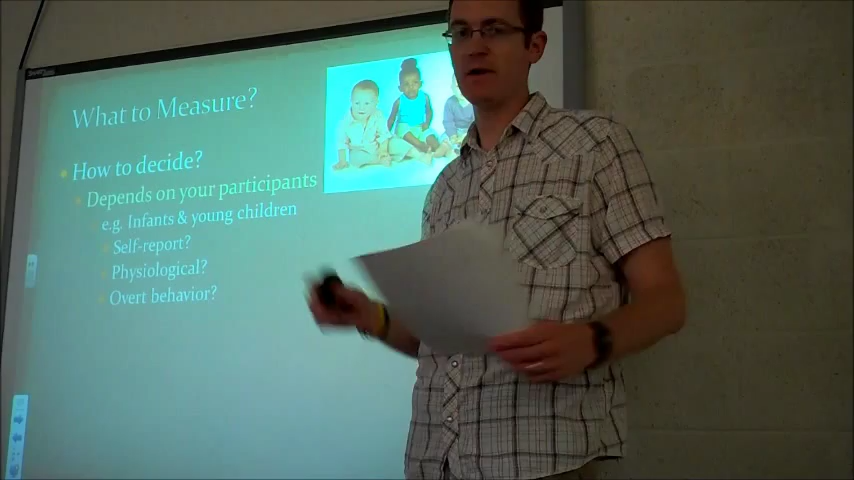 What to Measure?
How to decide?
Depends on your participants
e.g. Infants & young children
Self-report?
Physiological?
Overt behavior?